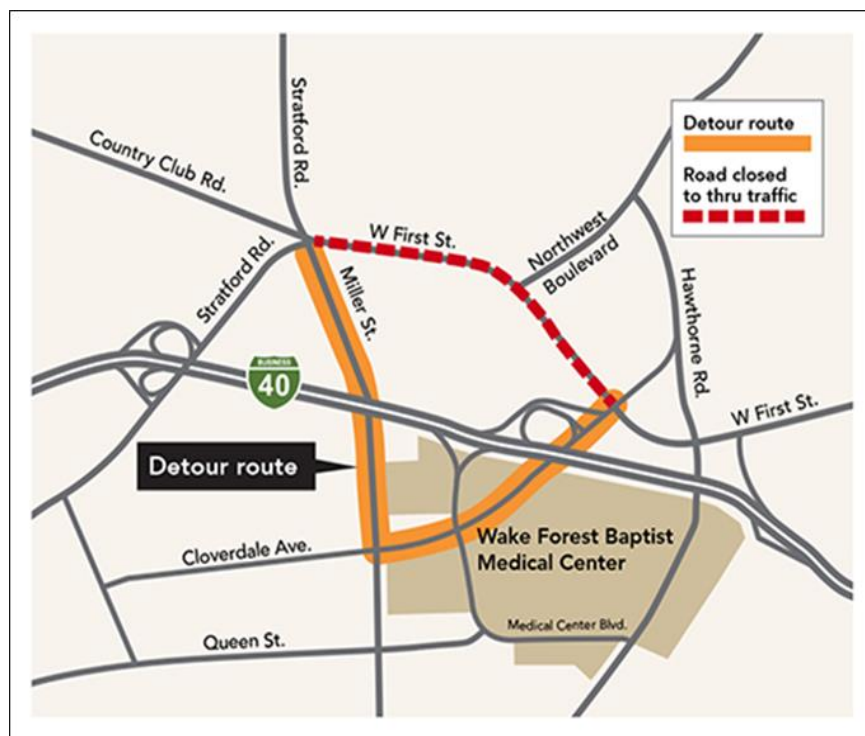 Stratford Rd.
Country Club Rd.
Detour route
Road closed
to thru traffic
W First St.
Northwest
Boulevard
Stratford Rd.
Miller St.
Hawthorne Rd.
BUSINESS
40
W First St.
Detour route
Wake Forest Baptist
Medical Center
Cloverdale Ave.
Medical Center Blvd.
Queen St.